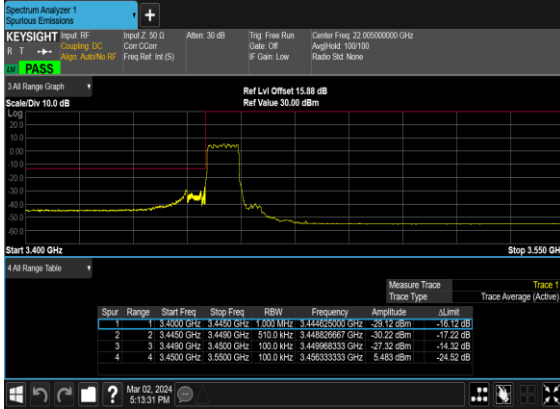 Spectrum Analyzer 1
Spurious Emissions
+
KEYSIGHT Input: RF Input Z: 50 Ω Atten: 30 dB Trig: Free Run Center Freq: 22.005000000 GHz
R T Coupling: DC Corr CCorr Gate: Off Avg|Hold: 100/100
Align: Auto/No RF Freq Ref: Int (S) IF Gain: Low Radio Std: None
PASS
3 All Range Graph
Ref Lvl Offset 15.88 dB
Scale/Div 10.0 dB Ref Value 30.00 dBm
Log
20.0
10.0
0.00
-10.0
-20.0
-30.0
-40.0
-50.0
-60.0
Start 3.400 GHz Stop 3.550 GH
4 All Range Table
Measure Trace Trace 1
Trace Type Trace Average (Active)
Spur Range Start Freq Stop Freq RBW Frequency Amplitude ΔLimit
1 1 3.4000 GHz 3.4450 GHz 1.000 MHz 3.444625000 GHz -29.12 dBm -16.12 dB
2 2 3.4450 GHz 3.4490 GHz 510.0 kHz 3.448826667 GHz -30.22 dBm -17.22 dB
3 3 3.4490 GHz 3.4500 GHz 100.0 kHz 3.449968333 GHz -27.32 dBm -14.32 dB
4 4 3.4500 GHz 3.5500 GHz 100.0 kHz 3.456333333 GHz 5.483 dBm -24.52 dB
?
Mar 02, 2024
5:13:31 PM